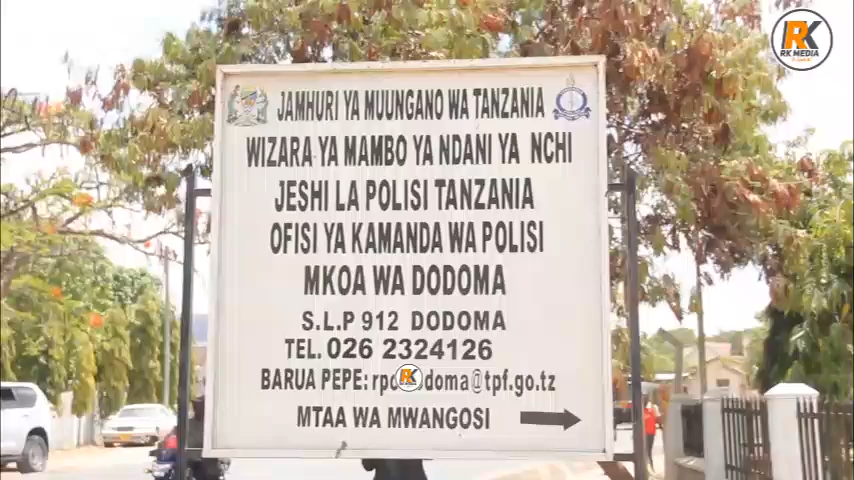 RK MEDIA
JAMHURI YA MUUNGANO WA TANZANIA
WIZARA YA MAMBO YA NDANI YA NCHI
JESHI LA POLISI TANZANIA
OFISI YA KAMANDA WA POLISI
MKOA WA DODOMA
S.L.P 912 DODOMA
TEL. 026 2324126
BARUA PEPE: @tpf.go.tz
MTAA WA MWANGOSI